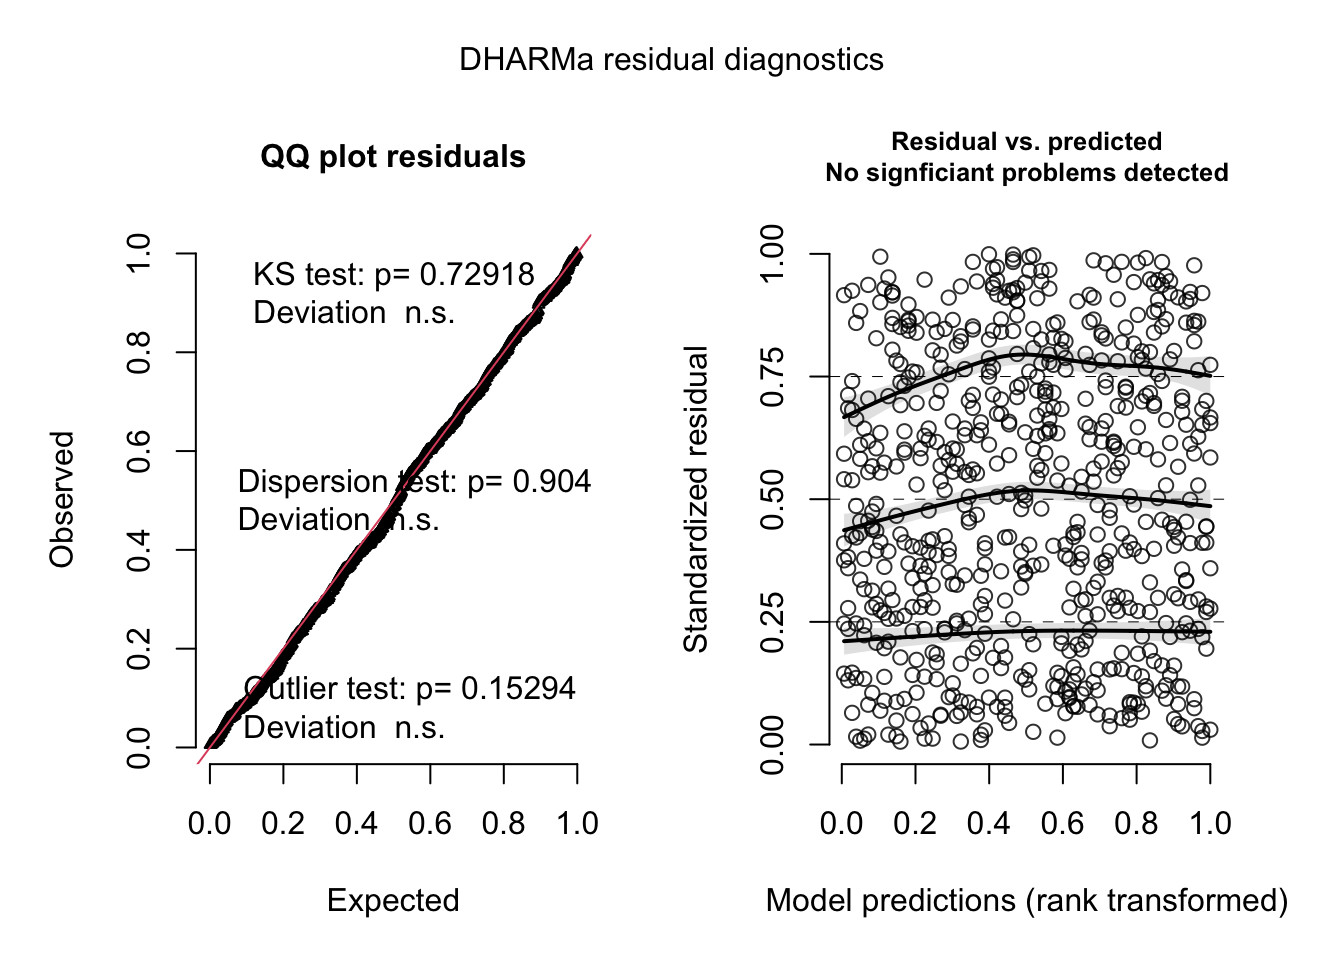 DHARMa residual diagnostics
QQ plot residuals
KS test: p= 0.72918
Deviation  n.s.
Dispersion test: p= 0.904
Deviation  n.s.
Outlier test: p= 0.15294
Deviation  n.s.
Observed
0.0
0.2
0.4
0.6
0.8
1.0
0.0 0.2 0.4 0.6 0.8 1.0
Expected
Residual vs. predicted
No signficiant problems detected
Standardized residual
0.00
0.25
0.50
0.75
1.00
0.0 0.2 0.4 0.6 0.8 1.0
Model predictions (rank transformed)